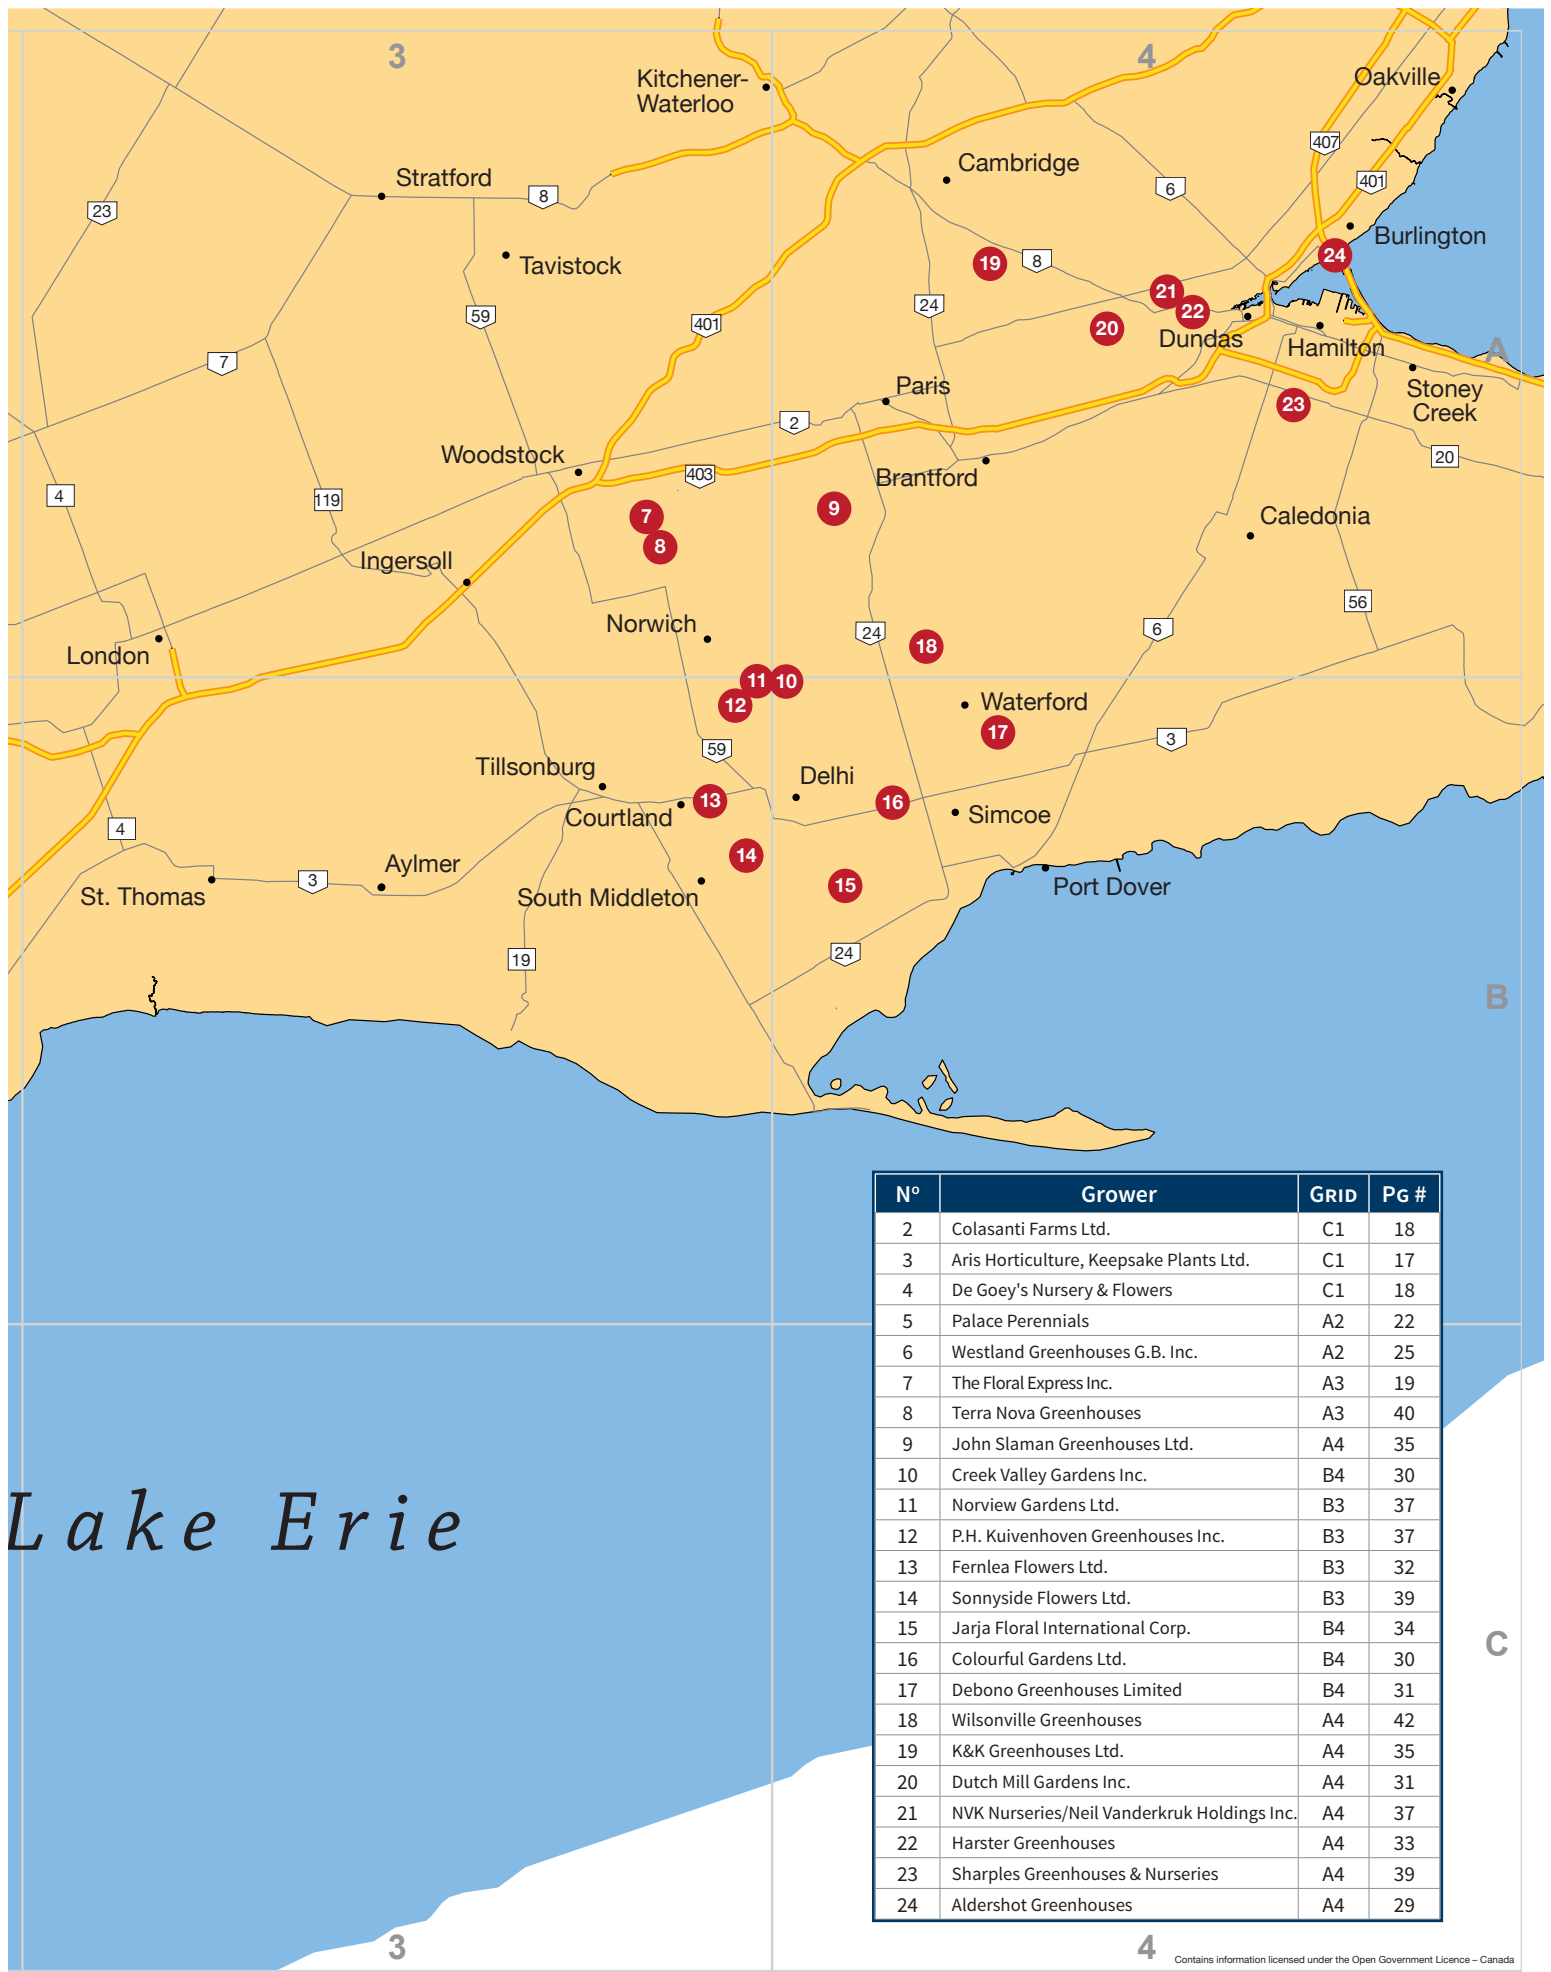 3
4
Kitchener-
Waterloo
Oakville
407
Cambridge
Stratford
8
6
401
23
Burlington
24
Tavistock
19
8
21
22
24
59
401
20
Dundas
Hamilton
A
7
Paris
Stoney
Creek
23
2
Woodstock
403
20
Brantford
4
119
7
9
8
Caledonia
Ingersoll
56
Norwich
24
6
18
London
11
10
12
Waterford
17
59
3
Tillsonburg
Delhi
13
16
Courtland
Simcoe
4
14
Aylmer
3
15
Port Dover
St. Thomas
South Middleton
24
19
B
Nº Grower GRID PG #
2 Colasanti Farms Ltd. C1 18
3 Aris Horticulture, Keepsake Plants Ltd. C1 17
4 De Goey's Nursery & Flowers C1 18
5 Palace Perennials A2 22
6 Westland Greenhouses G.B. Inc. A2 25
7 The Floral Express Inc. A3 19
8 Terra Nova Greenhouses A3 40
9 John Slaman Greenhouses Ltd. A4 35
10 Creek Valley Gardens Inc. B4 30
11 Norview Gardens Ltd. B3 37
12 P.H. Kuivenhoven Greenhouses Inc. B3 37
13 Fernlea Flowers Ltd. B3 32
14 Sonnyside Flowers Ltd. B3 39
15 Jarja Floral International Corp. B4 34
16 Colourful Gardens Ltd. B4 30
17 Debono Greenhouses Limited B4 31
18 Wilsonville Greenhouses A4 42
19 K&K Greenhouses Ltd. A4 35
20 Dutch Mill Gardens Inc. A4 31
21 NVK Nurseries/Neil Vanderkruk Holdings Inc. A4 37
22 Harster Greenhouses A4 33
23 Sharples Greenhouses & Nurseries A4 39
24 Aldershot Greenhouses A4 29
Lake Erie
C
3
4
Contains information licensed under the Open Government Licence – Canada